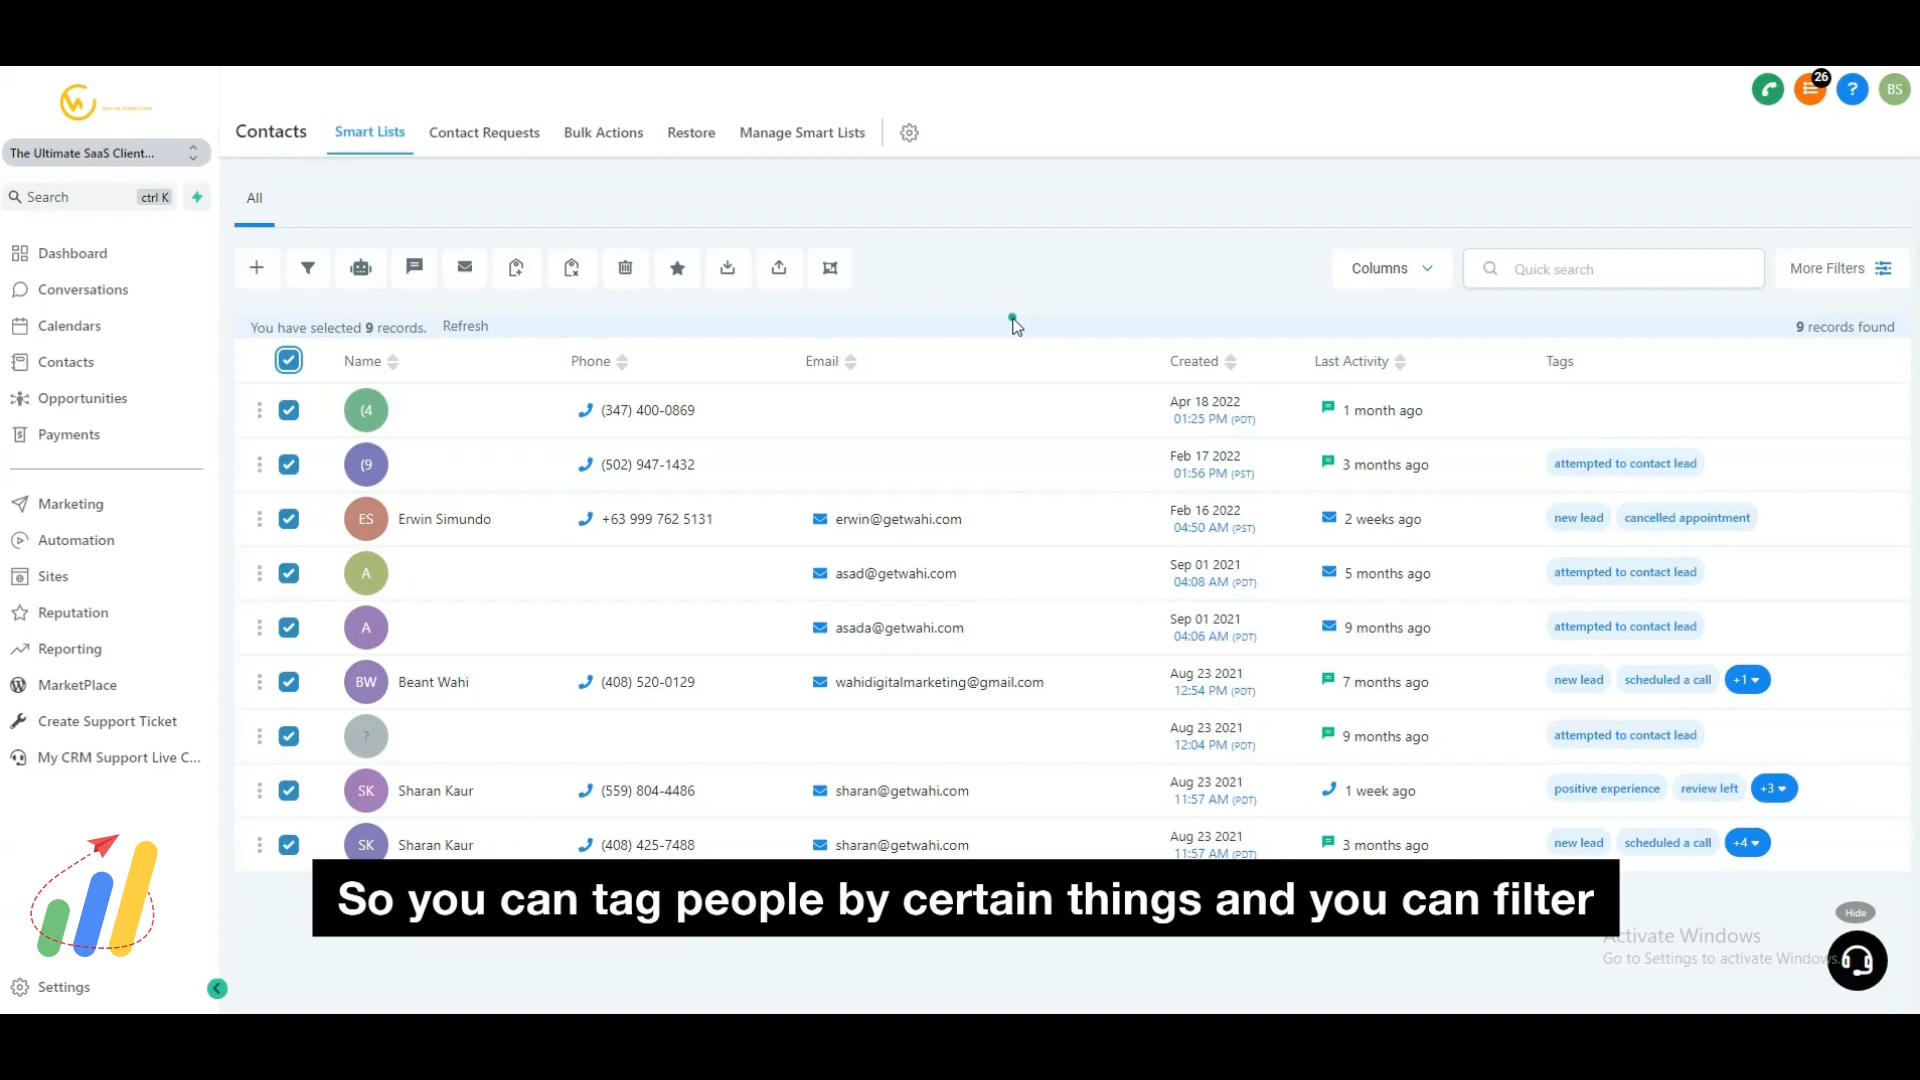 26
?
BS
Contacts
Smart Lists
Contact Requests
Bulk Actions
Restore
Manage Smart Lists
The Ultimate SaaS Client...
Search
ctrl K
All
Dashboard
Conversations
Calendars
Contacts
Opportunities
Payments
Marketing
Automation
Sites
Reputation
Reporting
MarketPlace
Create Support Ticket
My CRM Support Live C...
Settings
Columns
Quick search
More Filters
You have selected 9 records. Refresh
9 records found
Name Phone Email Created Last Activity Tags
(4 (347) 400-0869 Apr 18 2022 1 month ago
01:25 PM (PDT)
(9 (502) 947-1432 Feb 17 2022 3 months ago attempted to contact lead
01:56 PM (PST)
ES Erwin Simundo +63 999 762 5131 erwin@getwahi.com Feb 16 2022 2 weeks ago new lead cancelled appointment
04:50 AM (PST)
A asad@getwahi.com Sep 01 2021 5 months ago attempted to contact lead
04:08 AM (PDT)
A asada@getwahi.com Sep 01 2021 9 months ago attempted to contact lead
04:06 AM (PDT)
BW Beant Wahi (408) 520-0129 wahidigitalmarketing@gmail.com Aug 23 2021 7 months ago new lead scheduled a call +1
12:54 PM (PDT)
? Aug 23 2021 9 months ago attempted to contact lead
12:04 PM (PDT)
SK Sharan Kaur (559) 804-4486 sharan@getwahi.com Aug 23 2021 1 week ago positive experience review left +3
11:57 AM (PDT)
SK Sharan Kaur (408) 425-7488 sharan@getwahi.com Aug 23 2021 3 months ago new lead scheduled a call +4
11:57 AM (PDT)
So you can tag people by certain things and you can filter
Hide
Activate Windows
Go to Settings to activate Windows.